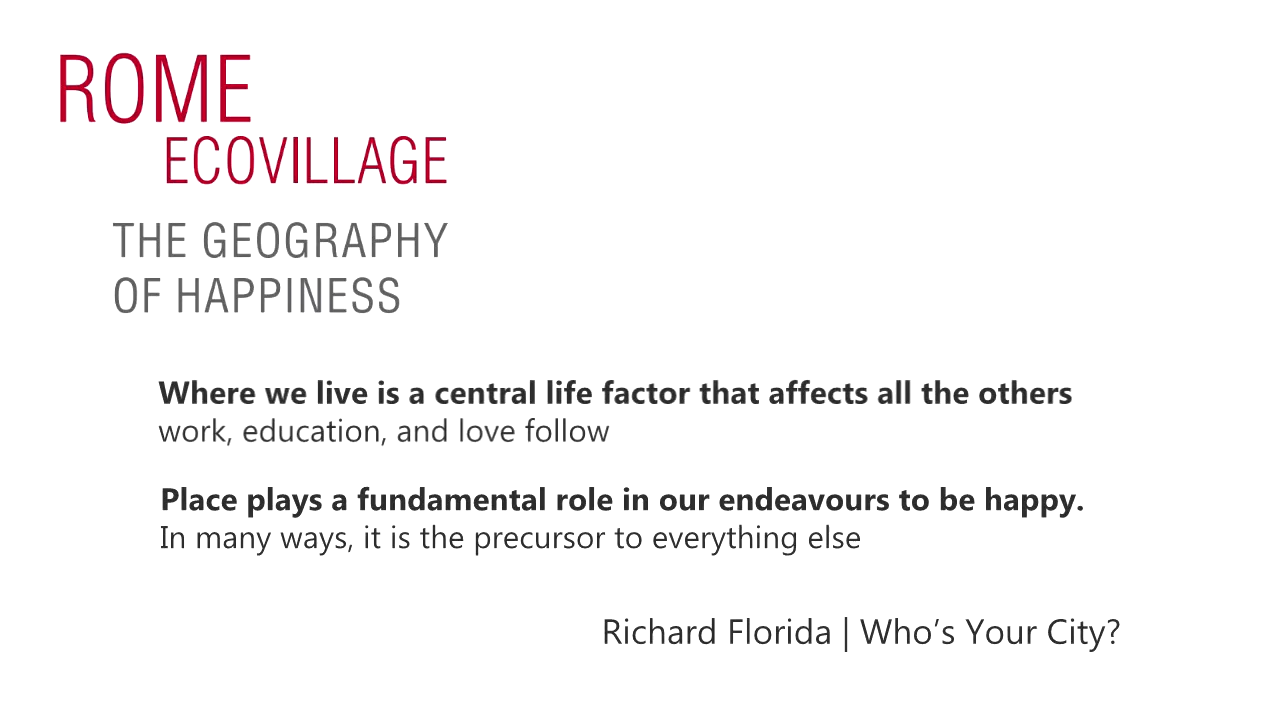 ROME
ECOVILLAGE
THE GEOGRAPHY
OF HAPPINESS
Where we live is a central life factor that affects all the others
work, education, and love follow
Place plays a fundamental role in our endeavours to be happy.
In many ways, it is the precursor to everything else
Richard Florida | Who’s Your City?